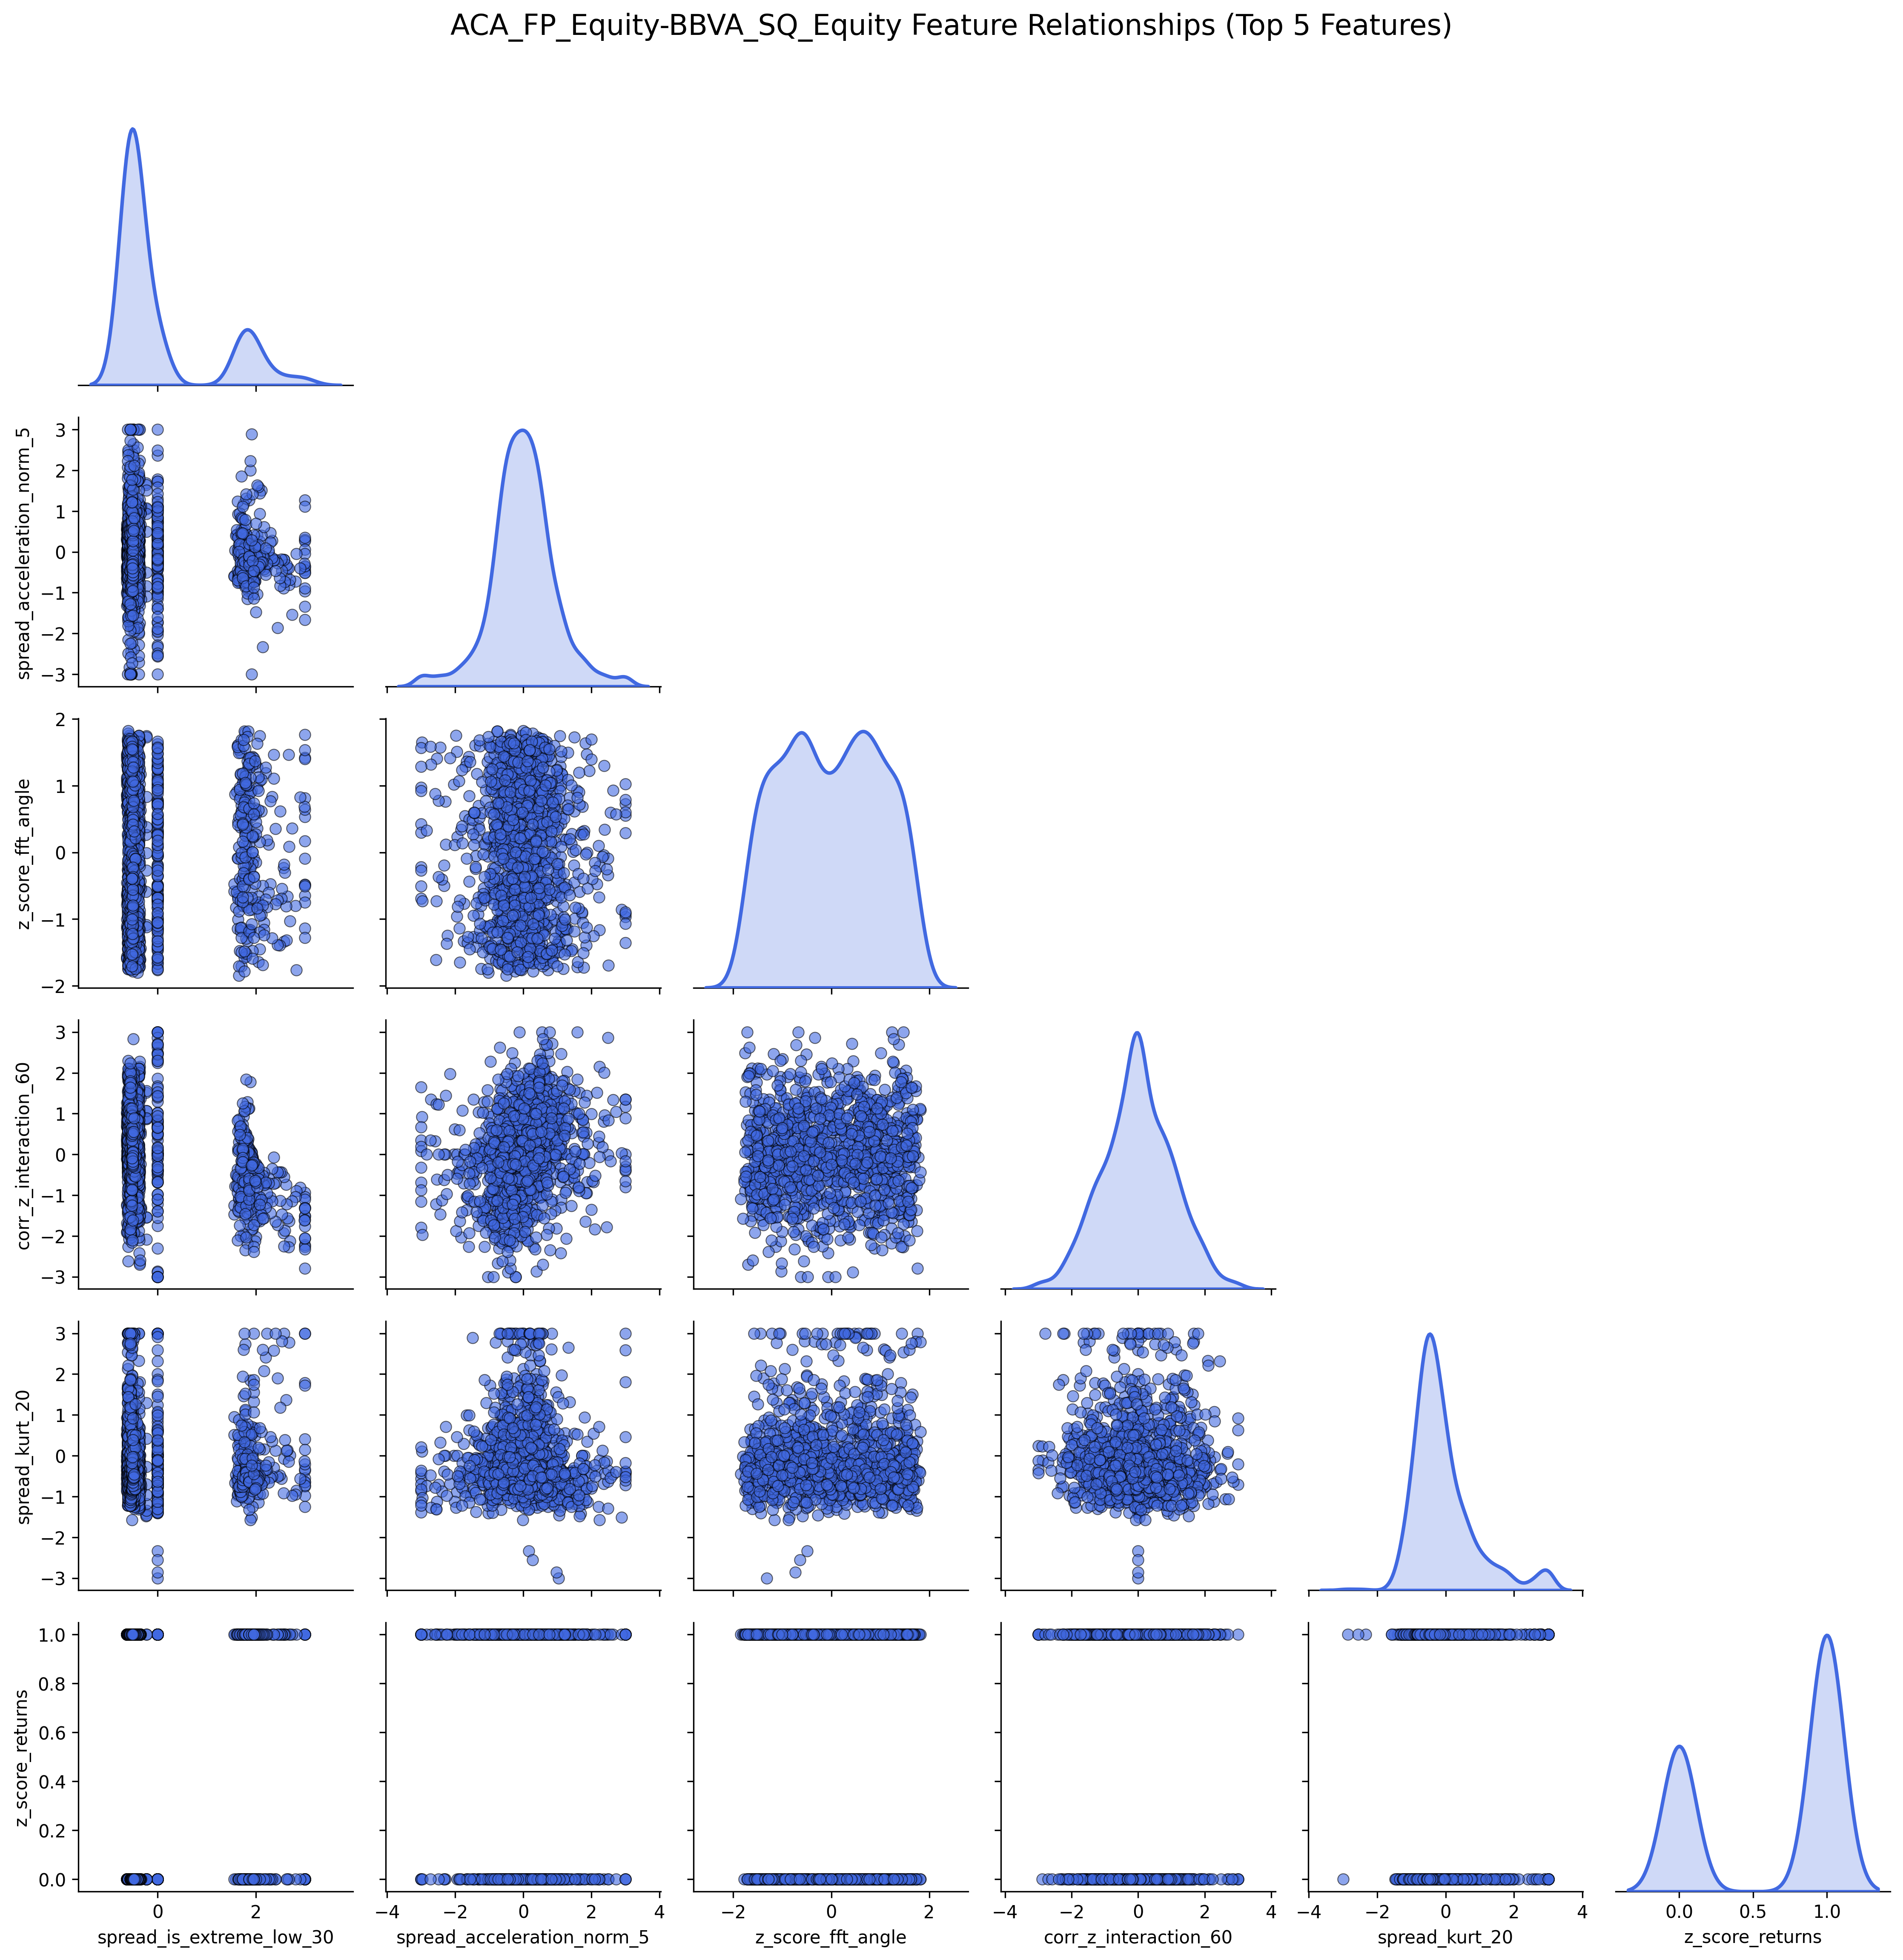 ACA_FP_Equity-BBVA_SQ_Equity Feature Relationships (Top 5 Features)
spread_acceleration_norm_5
3
2
1
0
−1
−2
−3
z_score_fft_angle
2
1
0
−1
−2
corr_z_interaction_60
3
2
1
0
−1
−2
−3
spread_kurt_20
3
2
1
0
−1
−2
−3
z_score_returns
1.0
0.8
0.6
0.4
0.2
0.0
0 2
−4 −2 0 2 4
−2 0 2
−4 −2 0 2 4
−4 −2 0 2 4
0.0 0.5 1.0
spread_is_extreme_low_30
spread_acceleration_norm_5
z_score_fft_angle
corr_z_interaction_60
spread_kurt_20
z_score_returns